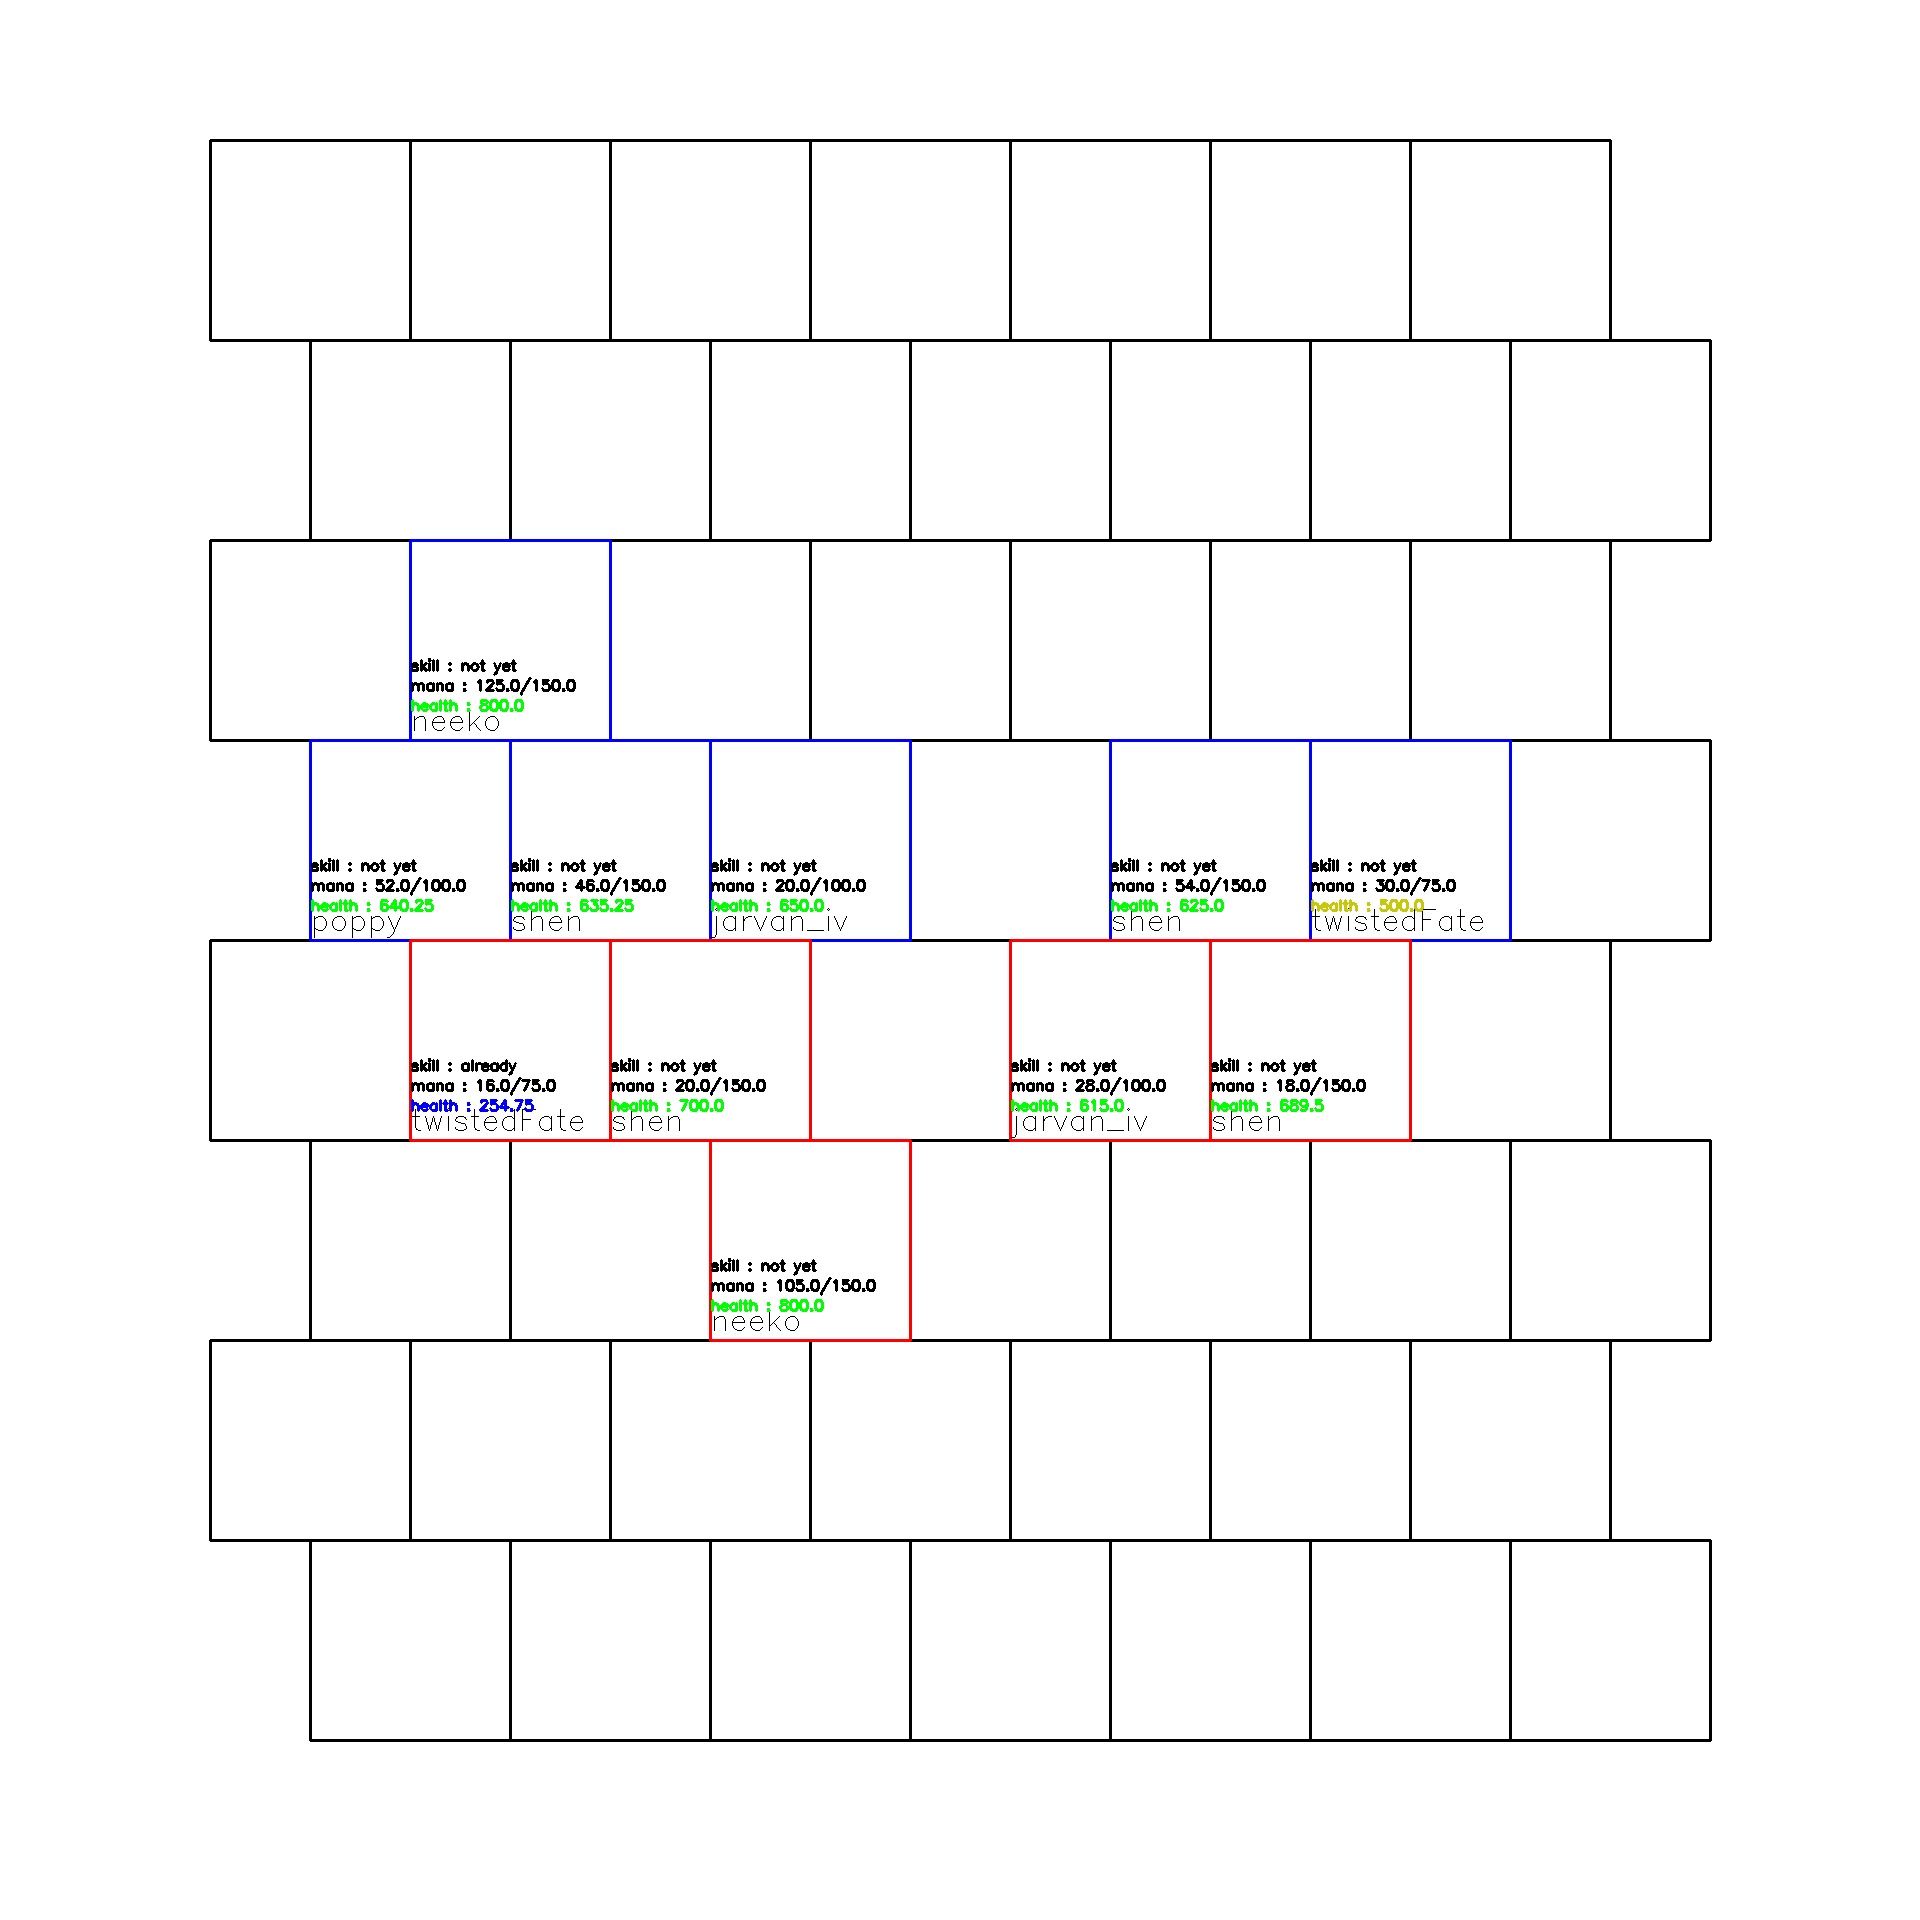 skill : not yet
mana : 125.0/150.0
health : 800.0
neeko
skill : not yet
mana : 52.0/100.0
health : 640.25
poppy
skill : not yet
mana : 46.0/150.0
health : 635.25
shen
skill : not yet
mana : 20.0/100.0
health : 650.0
jarvan_iv
skill : not yet
mana : 54.0/150.0
health : 625.0
shen
skill : not yet
mana : 30.0/75.0
health : 500.0
twistedFate
skill : already
mana : 16.0/75.0
health : 254.75
twistedFate
skill : not yet
mana : 20.0/150.0
health : 700.0
shen
skill : not yet
mana : 28.0/100.0
health : 615.0
jarvan_iv
skill : not yet
mana : 18.0/150.0
health : 689.5
shen
skill : not yet
mana : 105.0/150.0
health : 800.0
neeko